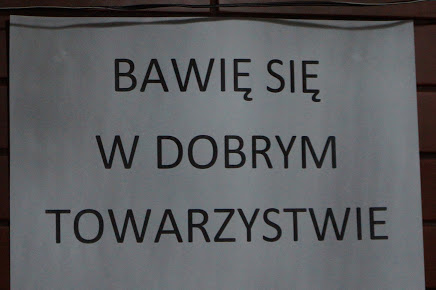 BAWIĘ SIĘ
W DOBRYM
TOWARZYSTWIE